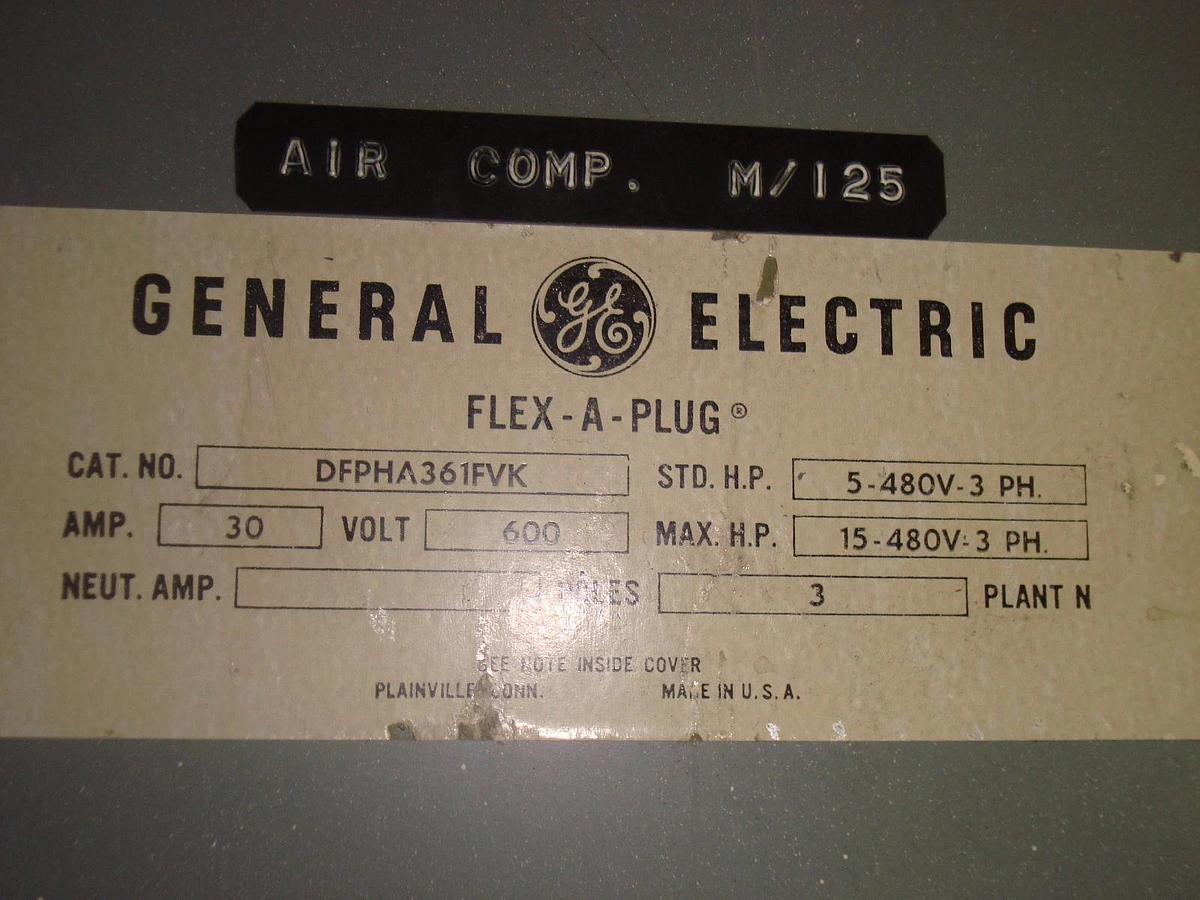 AIR COMP. M/125
GENERAL GE ELECTRIC
FLEX-A-PLUG®
CAT. NO. DFPHA361FVK STD. H.P. 5-480V-3 PH.
AMP. 30 VOLT 600 MAX. H.P. 15-480V-3 PH.
NEUT. AMP. POLES 3 PLANT N
SEE NOTE INSIDE COVER
PLAINVILLE CONN. MADE IN U.S.A.